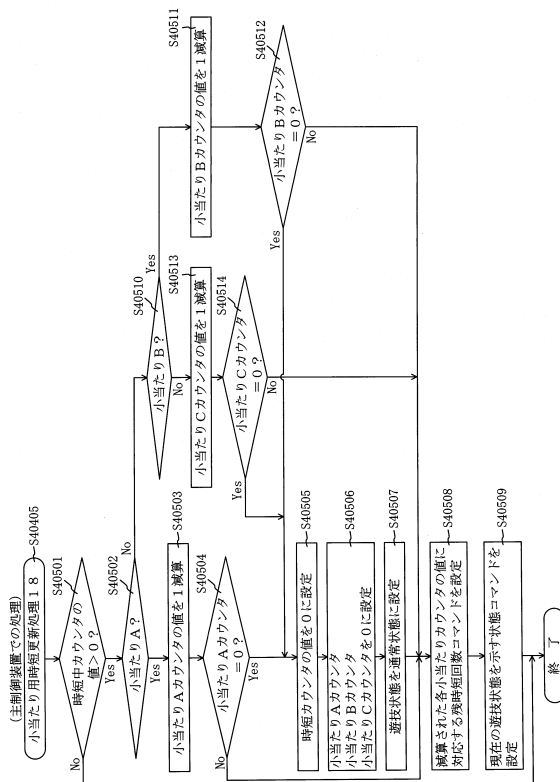 (主制御装置での処理)
小当たり用時短更新処理18
S40405
S40501
時短中カウンタの
値>0?
No
Yes
S40502
小当たりA?
No
Yes
S40503
小当たりAカウンタの値を1減算
S40504
小当たりAカウンタ
=0?
No
Yes
S40510
小当たりB?
Yes
No
S40513
小当たりCカウンタの値を1減算
S40514
小当たりCカウンタ
=0?
Yes
No
S40511
小当たりBカウンタの値を1減算
S40512
小当たりBカウンタ
=0?
Yes
No
S40505
時短カウンタの値を0に設定
S40506
小当たりAカウンタ
小当たりBカウンタ
小当たりCカウンタを0に設定
S40507
遊技状態を通常状態に設定
S40508
減算された各小当たりカウンタの値に
対応する残時短回数コマンドを設定
S40509
現在の遊技状態を示す状態コマンドを
設定
終了